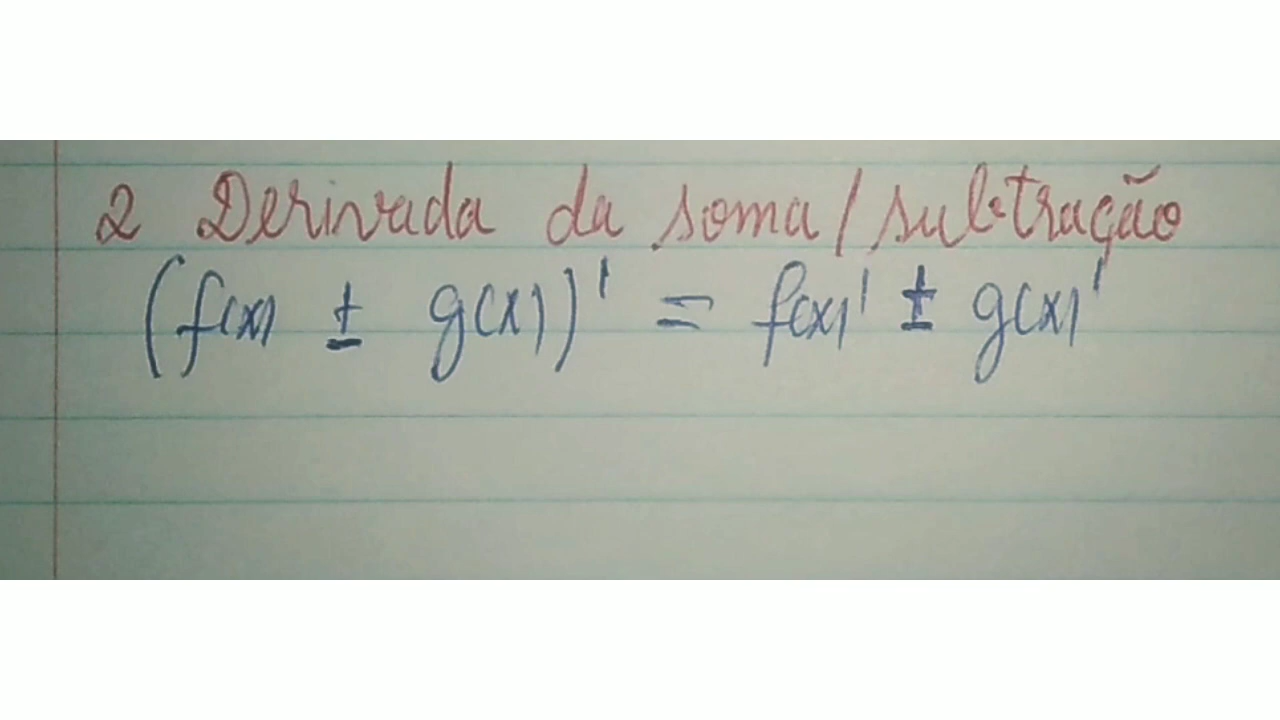 2 Derivada da soma/subtração
(f(x) ± g(x))' = f(x)' ± g(x)'